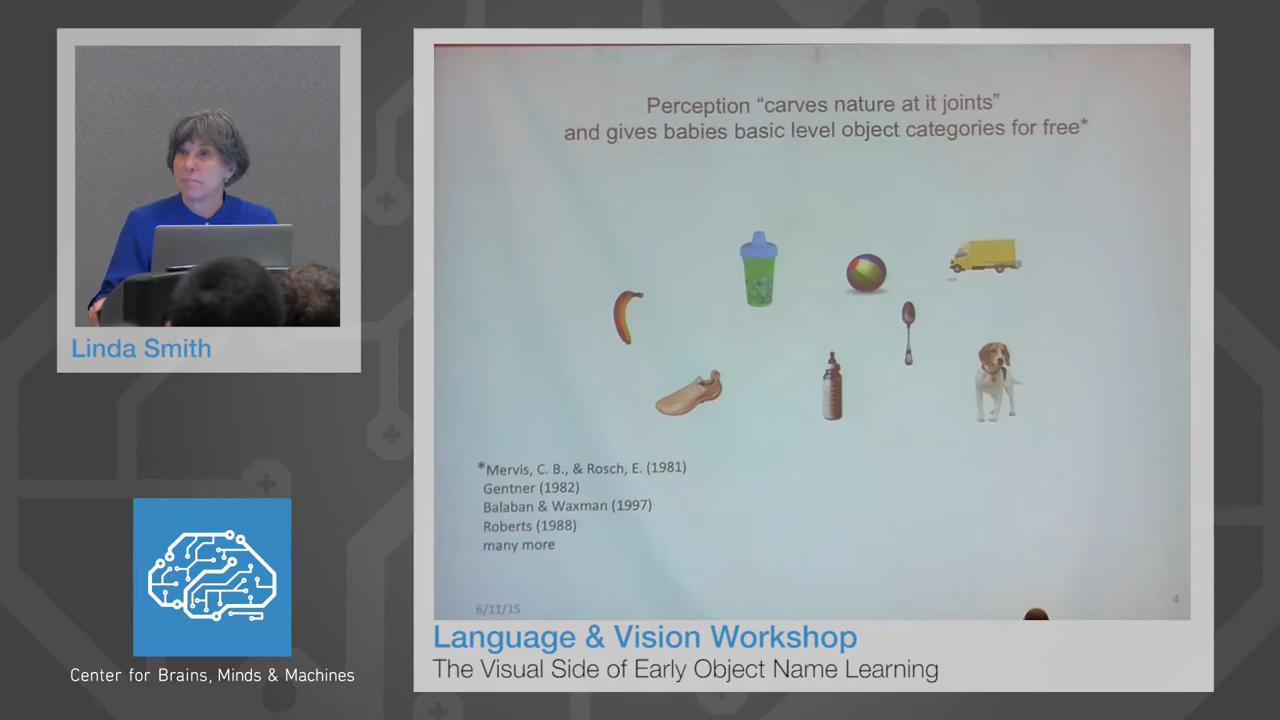 Perception “carves nature at it joints”
and gives babies basic level object categories for free*
*Mervis, C. B., & Rosch, E. (1981)
Gentner (1982)
Balaban & Waxman (1997)
Roberts (1988)
many more
6/11/15
4
Linda Smith
Center for Brains, Minds & Machines
Language & Vision Workshop
The Visual Side of Early Object Name Learning